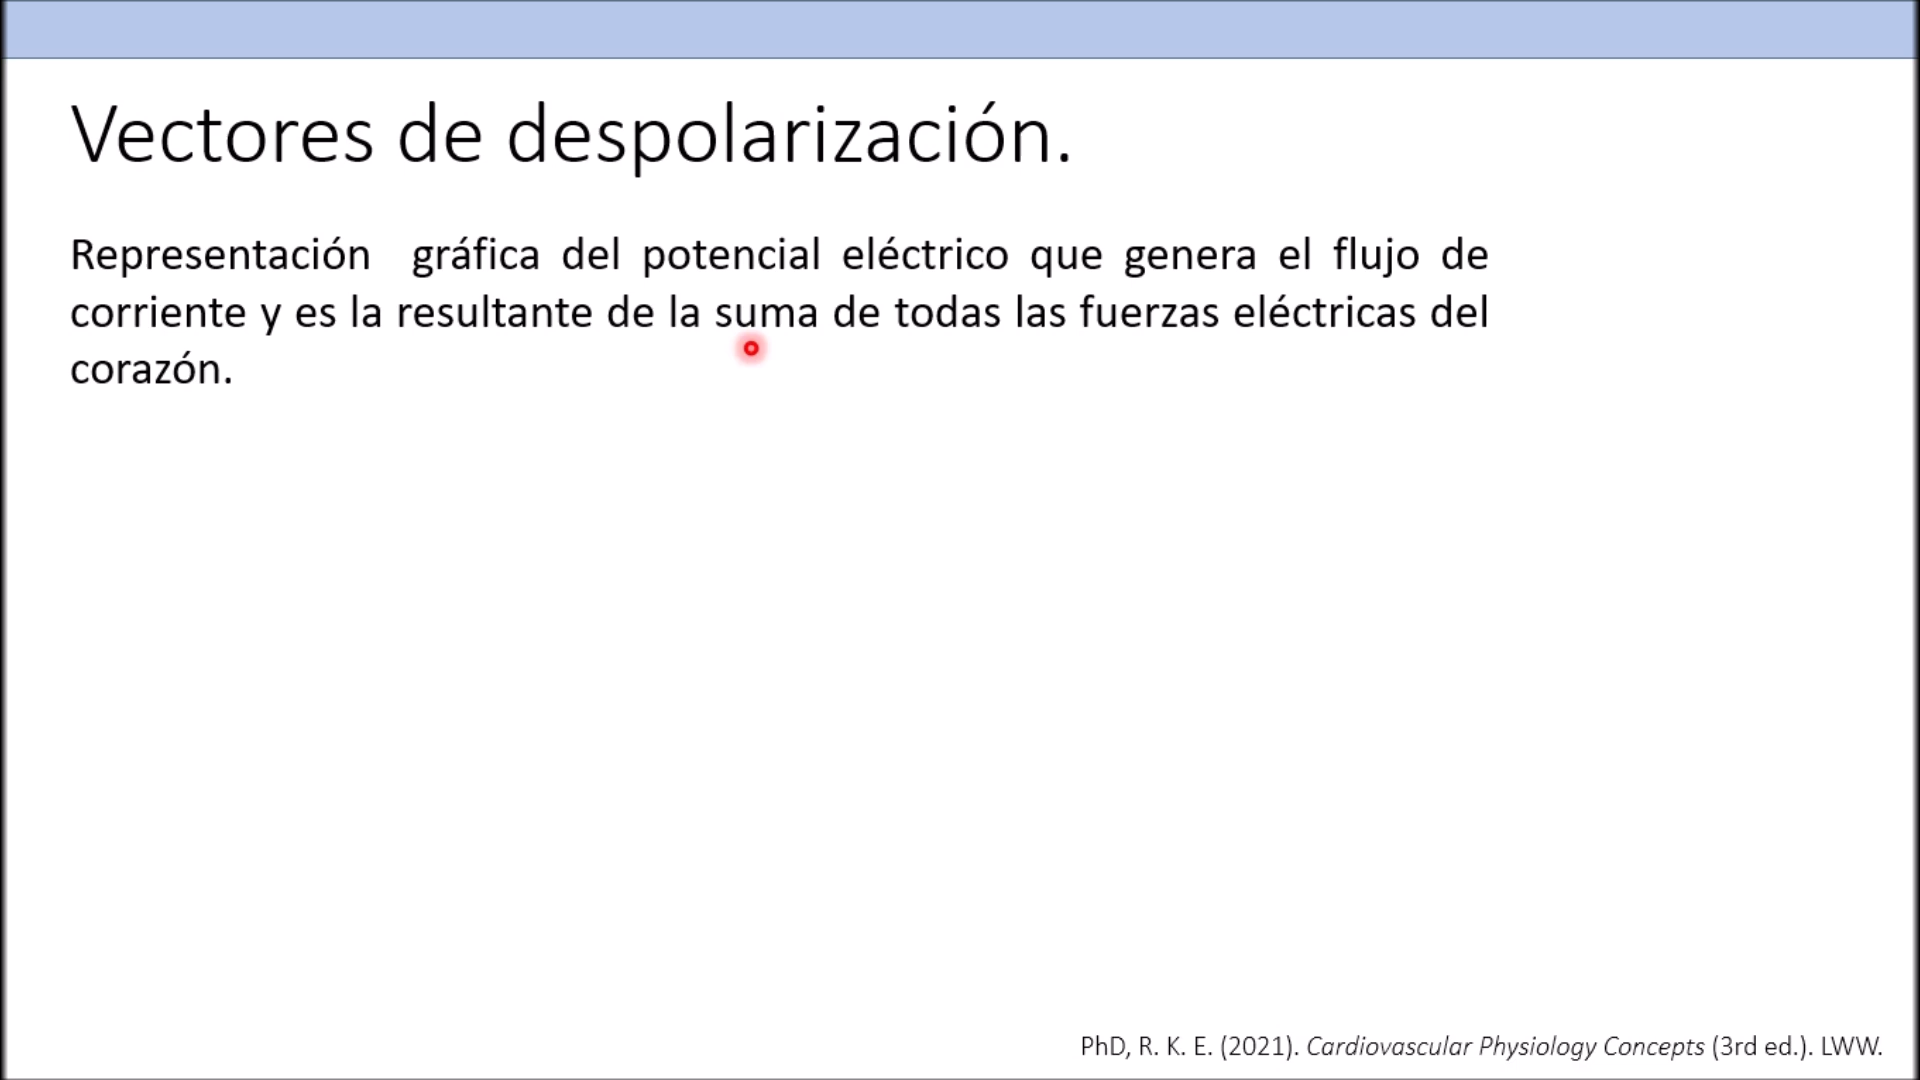 Vectores de despolarización.
Representación gráfica del potencial eléctrico que genera el flujo de
corriente y es la resultante de la suma de todas las fuerzas eléctricas del
corazón.
PhD, R. K. E. (2021). Cardiovascular Physiology Concepts (3rd ed.). LWW.